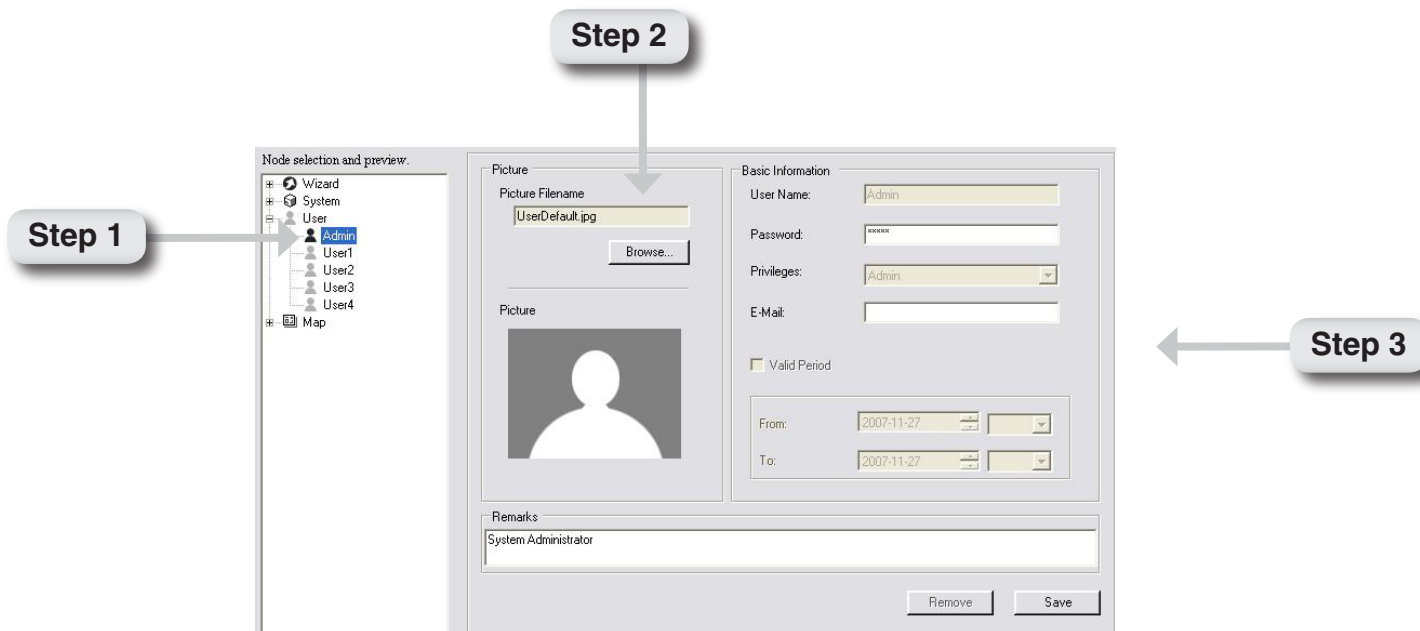 Step 2
Step 1
Step 3
Node selection and preview.
Wizard
System
User
Admin
User1
User2
User3
User4
Map
Picture
Picture Filename
UserDefault.jpg
Browse...
Picture
Basic Information
User Name: Admin
Password: *****
Privileges: Admin
E-Mail:
Valid Period
From: 2007-11-27
To: 2007-11-27
Remarks
System Administrator
Remove Save